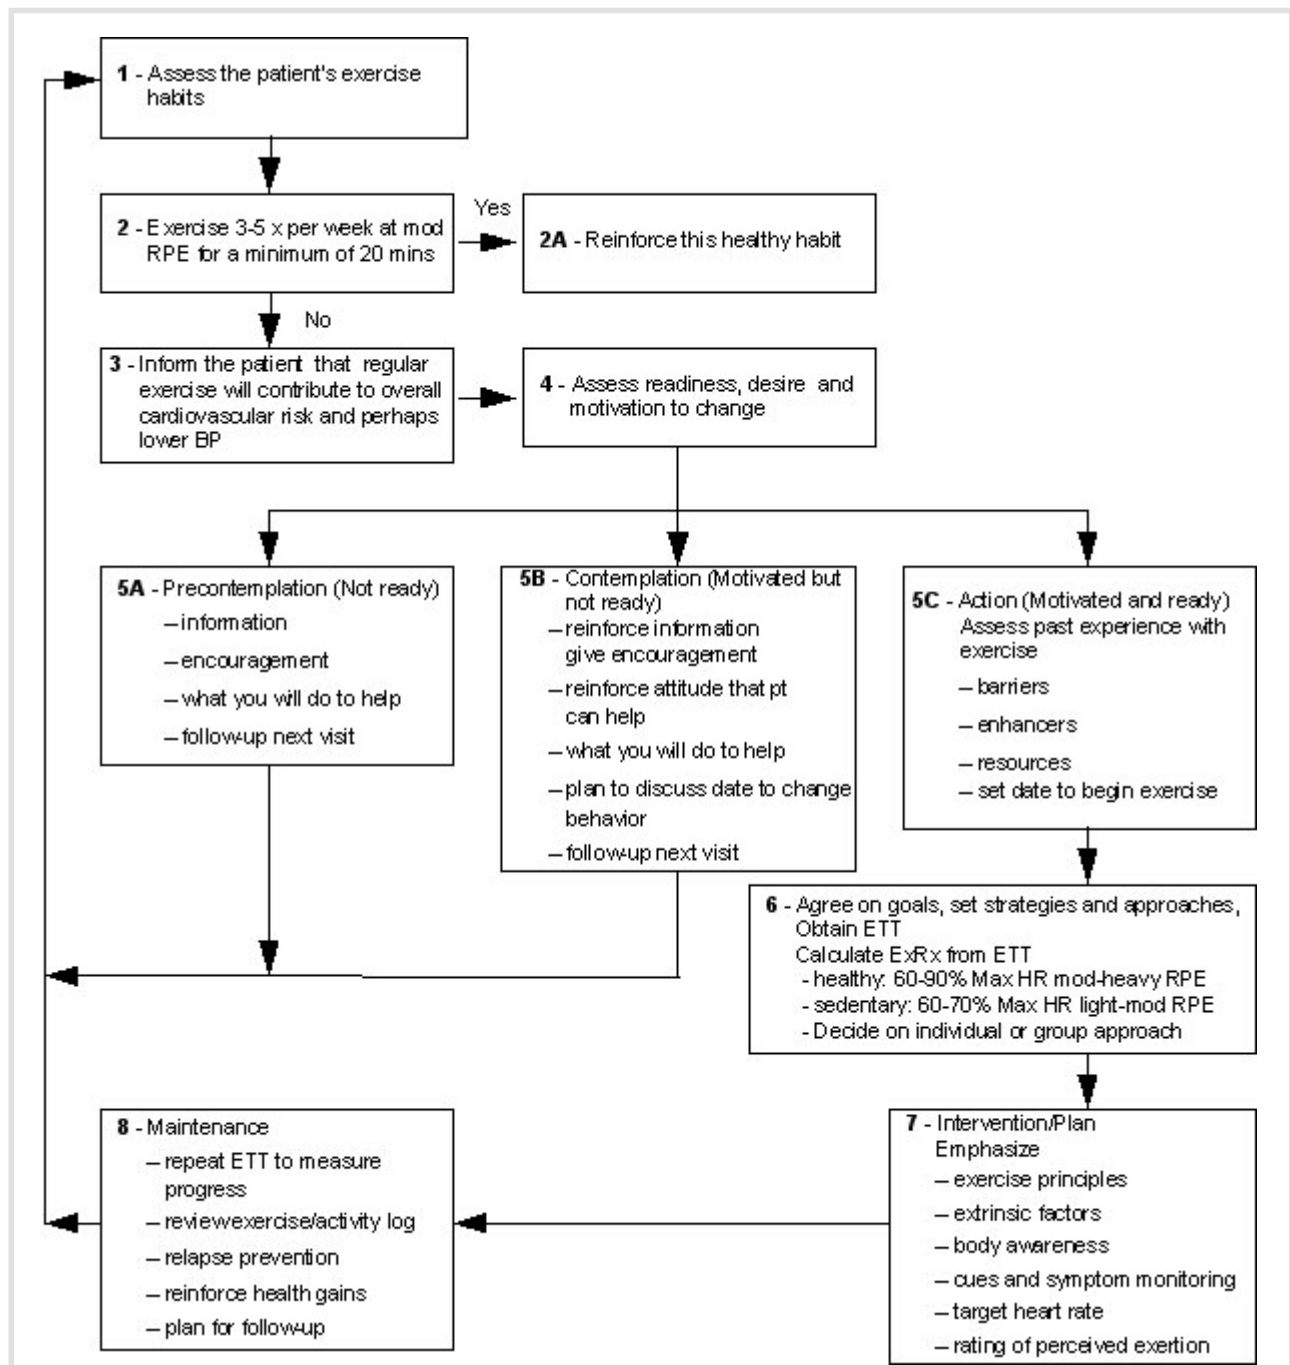 1 - Assess the patient's exercise
habits
2 - Exercise 3-5 x per week at mod
RPE for a minimum of 20 mins
Yes
2A - Reinforce this healthy habit
No
3 - Inform the patient that regular
exercise will contribute to overall
cardiovascular risk and perhaps
lower BP
4 - Assess readiness, desire and
motivation to change
5A - Precontemplation (Not ready)
– information
– encouragement
– what you will do to help
– follow-up next visit
5B - Contemplation (Motivated but
not ready)
– reinforce information
give encouragement
– reinforce attitude that pt
can help
– what you will do to help
– plan to discuss date to change
behavior
– follow-up next visit
5C - Action (Motivated and ready)
Assess past experience with
exercise
– barriers
– enhancers
– resources
– set date to begin exercise
6 - Agree on goals, set strategies and approaches,
Obtain ETT
Calculate ExRx from ETT
- healthy: 60-90% Max HR mod-heavy RPE
- sedentary: 60-70% Max HR light-mod RPE
- Decide on individual or group approach
7 - Intervention/Plan
Emphasize
– exercise principles
– extrinsic factors
– body awareness
– cues and symptom monitoring
– target heart rate
– rating of perceived exertion
8 - Maintenance
– repeat ETT to measure
progress
– review exercise/activity log
– relapse prevention
– reinforce health gains
– plan for follow-up